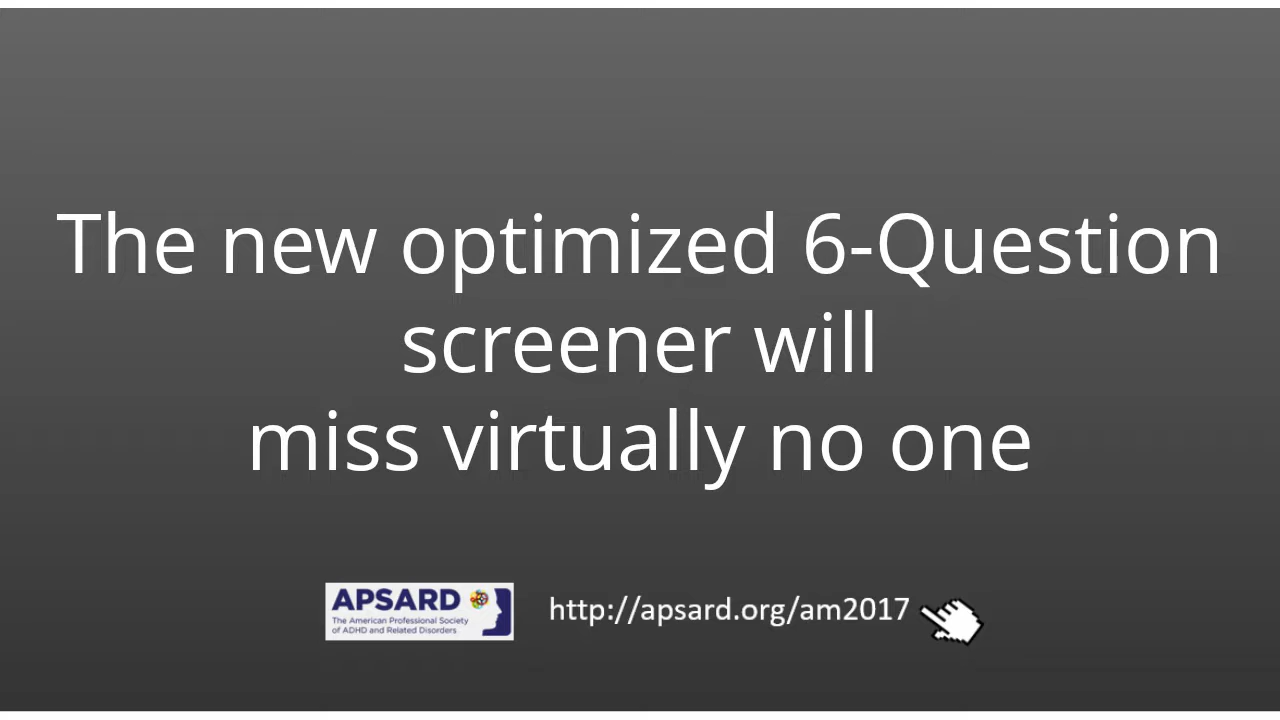 The new optimized 6-Question
screener will
miss virtually no one
APSARD
The American Professional Society
of ADHD and Related Disorders
http://apsard.org/am2017